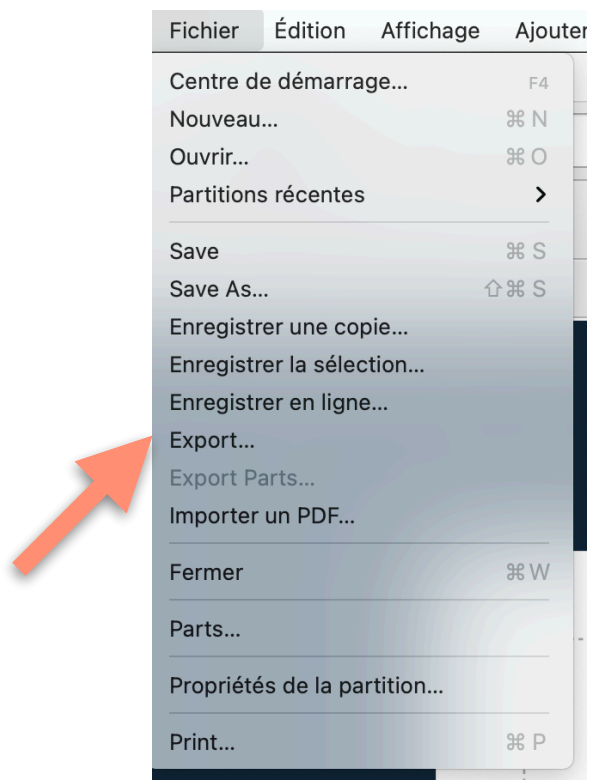 Fichier Édition Affichage Ajouter
Centre de démarrage... F4
Nouveau... ⌘ N
Ouvrir... ⌘ O
Partitions récentes
Save ⌘ S
Save As... ⇧⌘ S
Enregistrer une copie...
Enregistrer la sélection...
Enregistrer en ligne...
Export...
Export Parts...
Importer un PDF...
Fermer ⌘ W
Parts...
Propriétés de la partition...
Print... ⌘ P